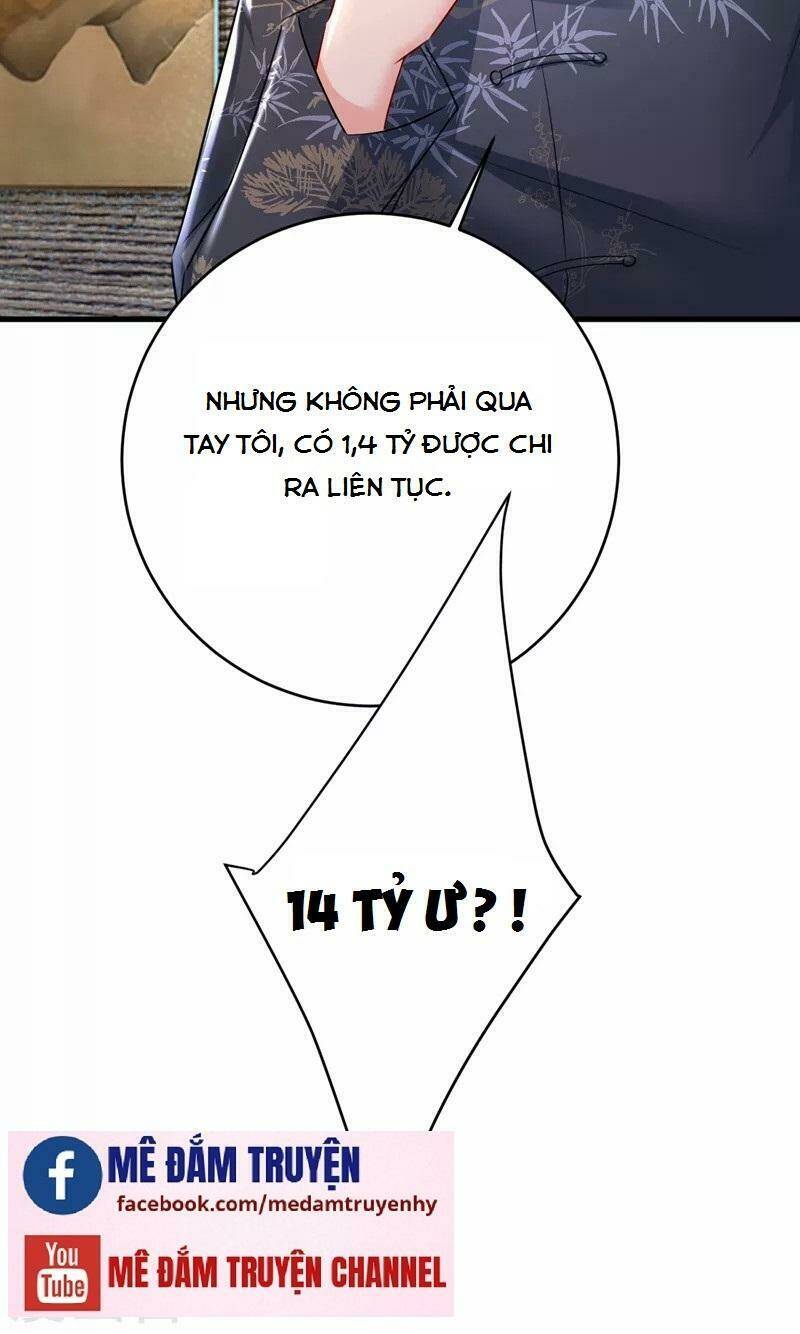 NHƯNG KHÔNG PHẢI QUA
TAY TÔI, CÓ 1,4 TỶ ĐƯỢC CHI
RA LIÊN TỤC.
14 TỶ Ư?!
f MÊ ĐẮM TRUYỆN
facebook.com/medamtruyenhy
You
Tube
MÊ ĐẮM TRUYỆN CHANNEL